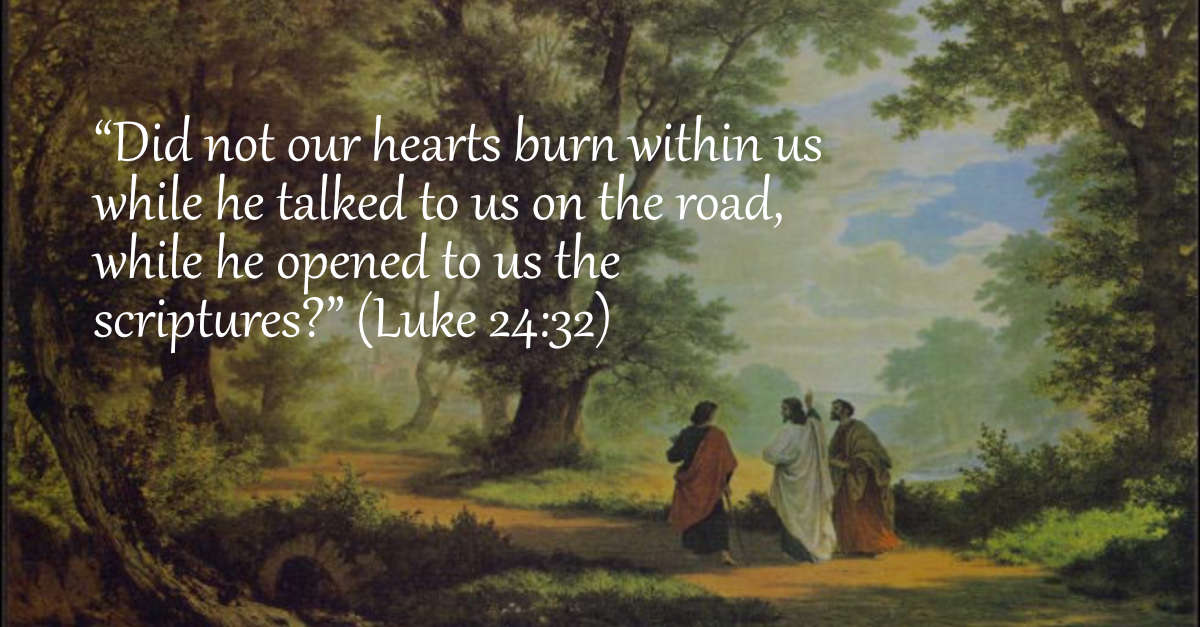 “Did not our hearts burn within us
while he talked to us on the road,
while he opened to us the
scriptures?” (Luke 24:32)